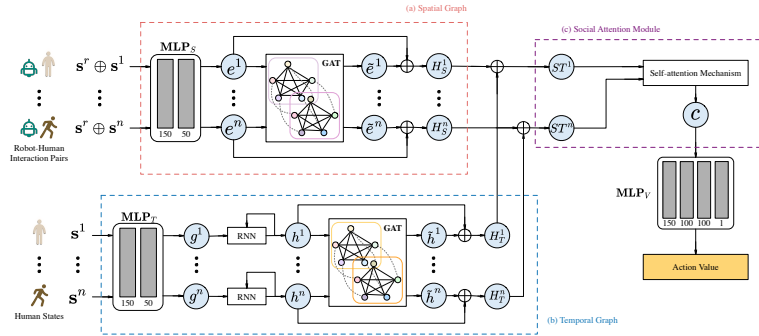 (a) Spatial Graph
(c) Social Attention Module
MLP_S
s^r ⊕ s^1
150 50
e^1
GAT
ẽ^1
H_S^1
ST^1
Self-attention Mechanism
s^r ⊕ s^n
e^n
ẽ^n
H_S^n
ST^n
c
Robot-Human
Interaction Pairs
MLP_V
150 100 100 1
MLP_T
s^1
150 50
g^1
RNN
h^1
GAT
h̃^1
H_T^1
s^n
g^n
RNN
h^n
h̃^n
H_T^n
Human States
Action Value
(b) Temporal Graph